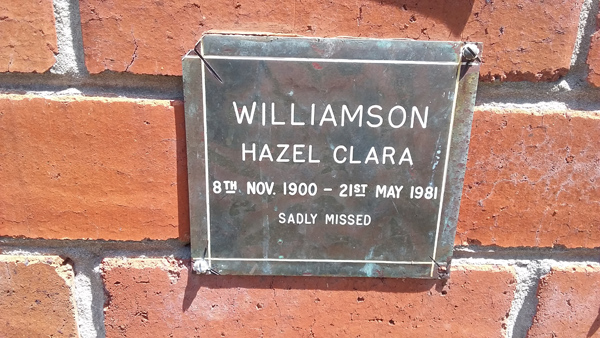 WILLIAMSON
HAZEL CLARA
8TH NOV. 1900 – 21ST MAY 1981
SADLY MISSED